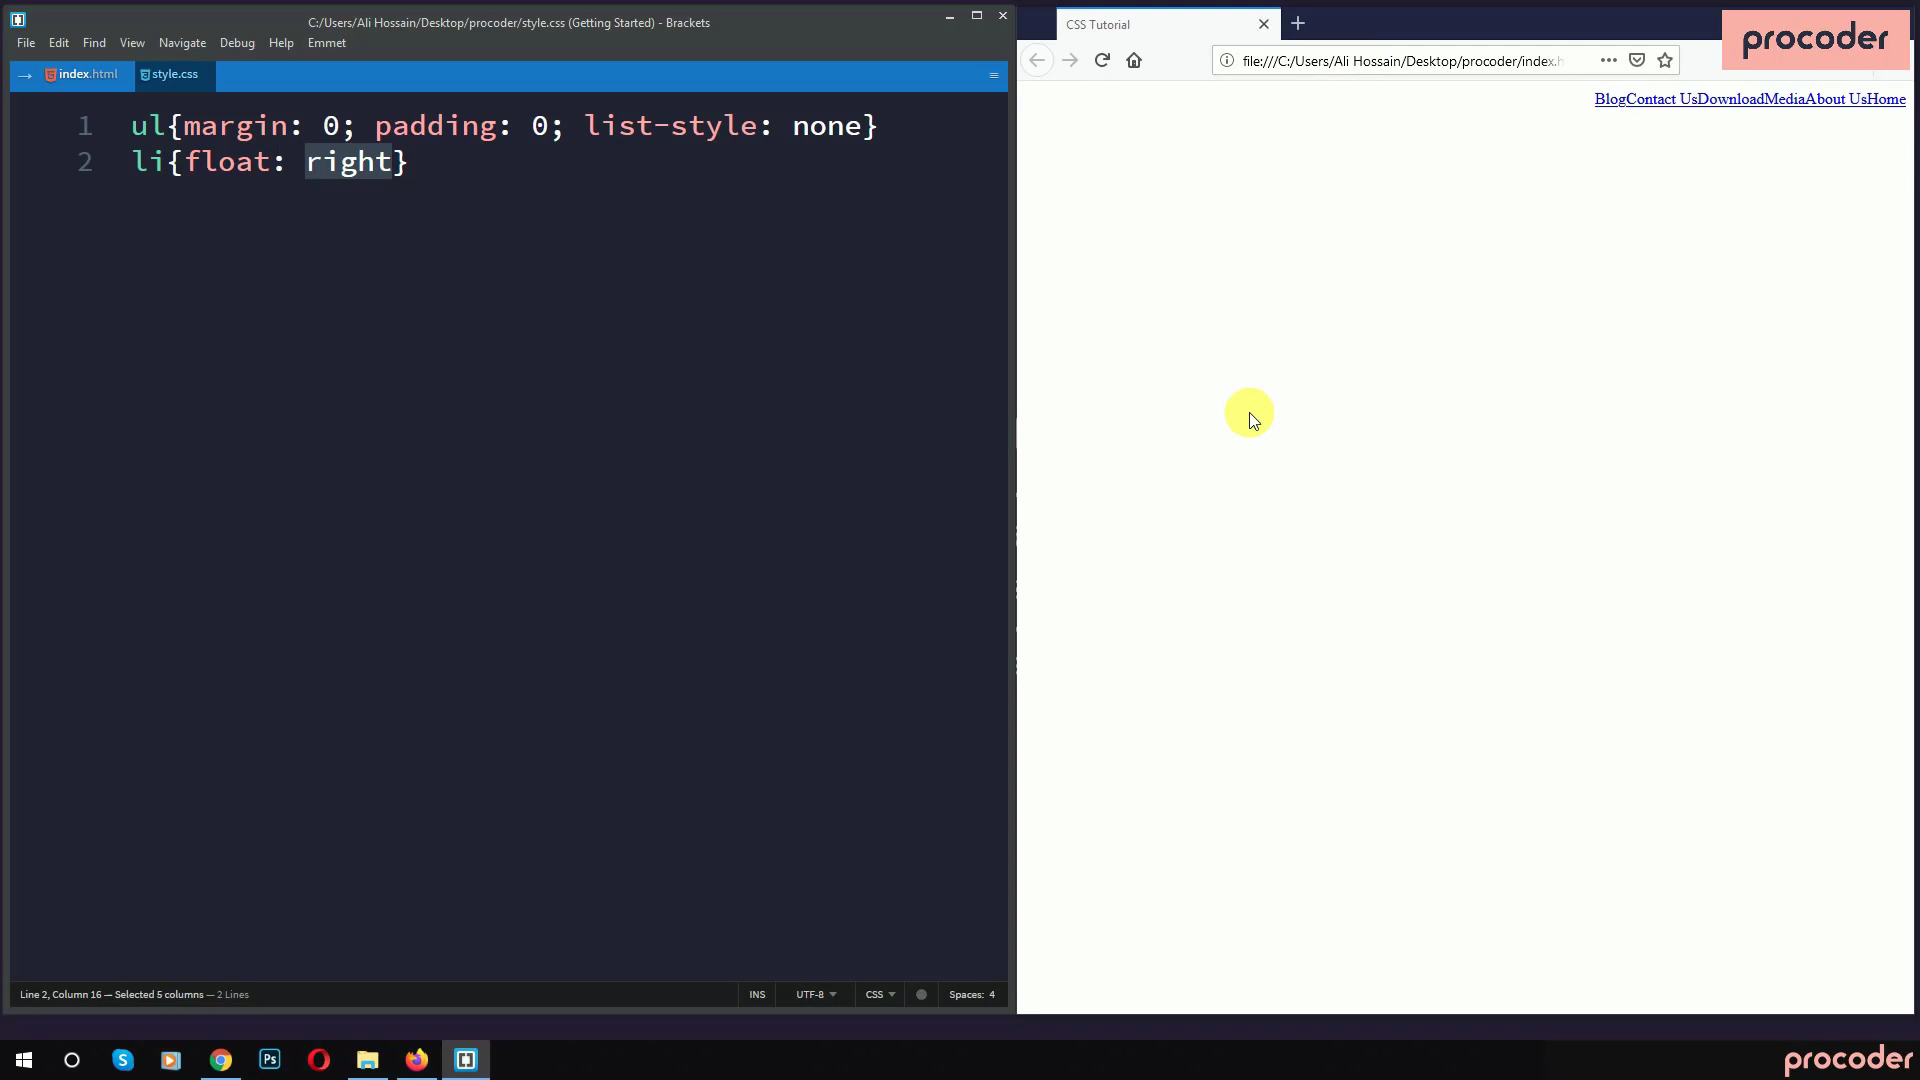 C:/Users/Ali Hossain/Desktop/procoder/style.css (Getting Started) - Brackets
File Edit Find View Navigate Debug Help Emmet
index.html style.css
1 ul{margin: 0; padding: 0; list-style: none}
2 li{float: right}
Line 2, Column 16 — Selected 5 columns — 2 Lines
INS UTF-8 CSS Spaces: 4
CSS Tutorial
procoder
file:///C:/Users/Ali Hossain/Desktop/procoder/index.h
BlogContact UsDownloadMediaAbout UsHome
S Ps
procoder